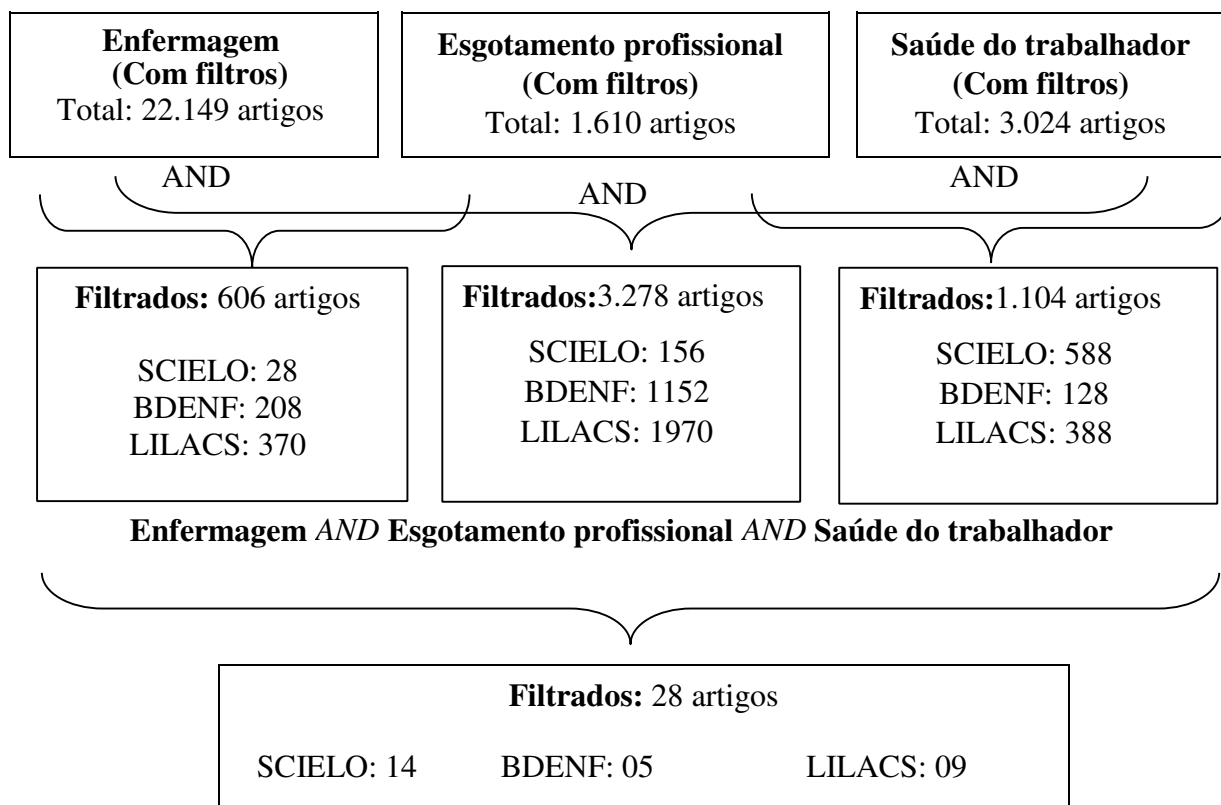 Enfermagem
(Com filtros)
Total: 22.149 artigos
Esgotamento profissional
(Com filtros)
Total: 1.610 artigos
Saúde do trabalhador
(Com filtros)
Total: 3.024 artigos
AND
AND
AND
Filtrados: 606 artigos
SCIELO: 28
BDENF: 208
LILACS: 370
Filtrados:3.278 artigos
SCIELO: 156
BDENF: 1152
LILACS: 1970
Filtrados:1.104 artigos
SCIELO: 588
BDENF: 128
LILACS: 388
Enfermagem AND Esgotamento profissional AND Saúde do trabalhador
Filtrados: 28 artigos
SCIELO: 14 BDENF: 05 LILACS: 09